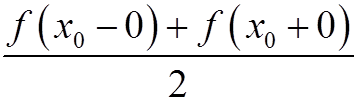 f(x₀ − 0) + f(x₀ + 0)
2